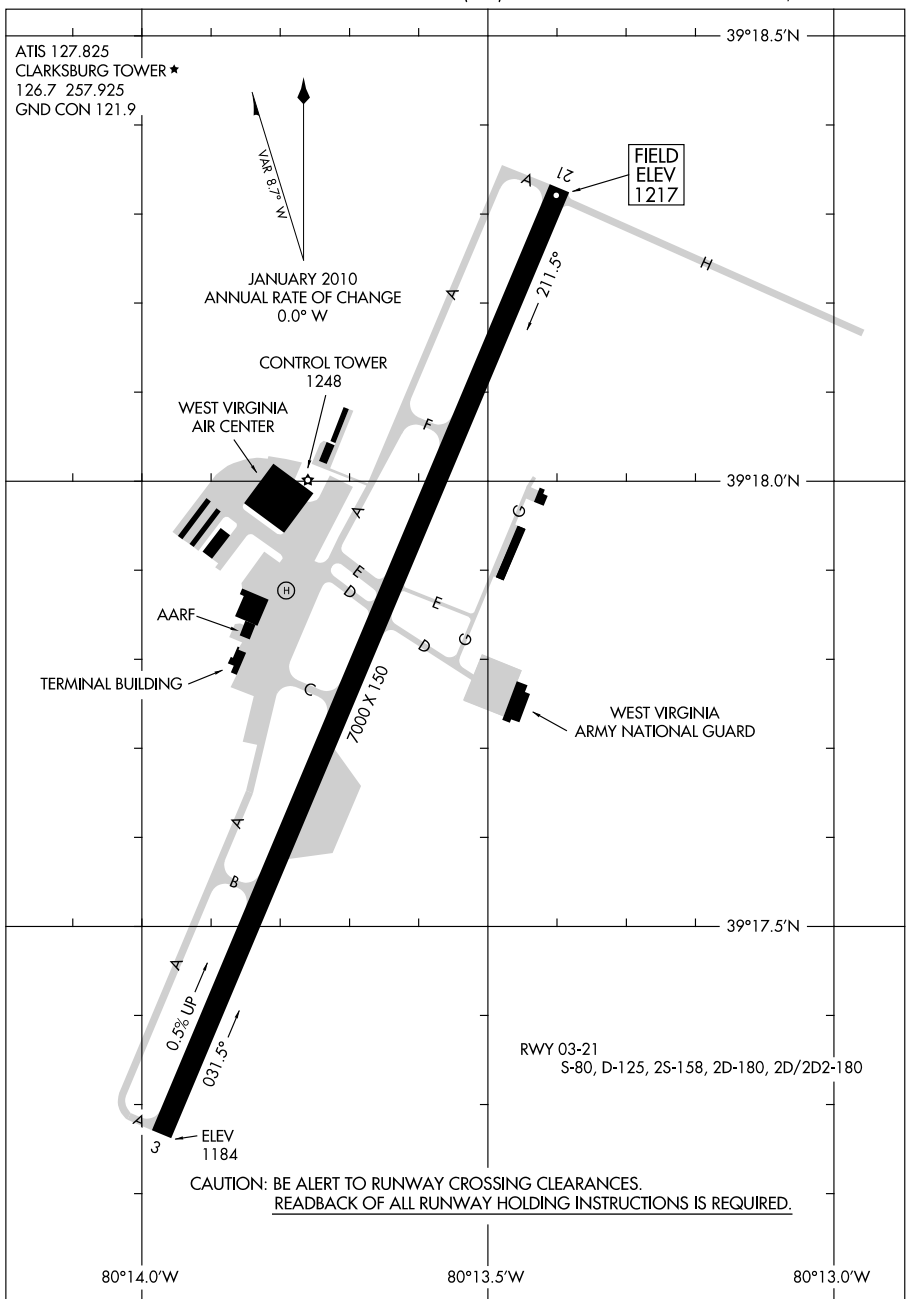 39°18.5'N
ATIS 127.825
CLARKSBURG TOWER ★
126.7 257.925
GND CON 121.9
VAR 8.7° W
FIELD
ELEV
1217
21
A
H
211.5°
JANUARY 2010
ANNUAL RATE OF CHANGE
0.0° W
A
CONTROL TOWER
1248
WEST VIRGINIA
AIR CENTER
F
39°18.0'N
A
G
E
D
H
E
AARF
G
D
TERMINAL BUILDING
C
7000 X 150
WEST VIRGINIA
ARMY NATIONAL GUARD
A
B
39°17.5'N
A
0.5% UP
031.5°
RWY 03-21
S-80, D-125, 2S-158, 2D-180, 2D/2D2-180
A
3
ELEV
1184
CAUTION: BE ALERT TO RUNWAY CROSSING CLEARANCES.
READBACK OF ALL RUNWAY HOLDING INSTRUCTIONS IS REQUIRED.
80°14.0'W
80°13.5'W
80°13.0'W